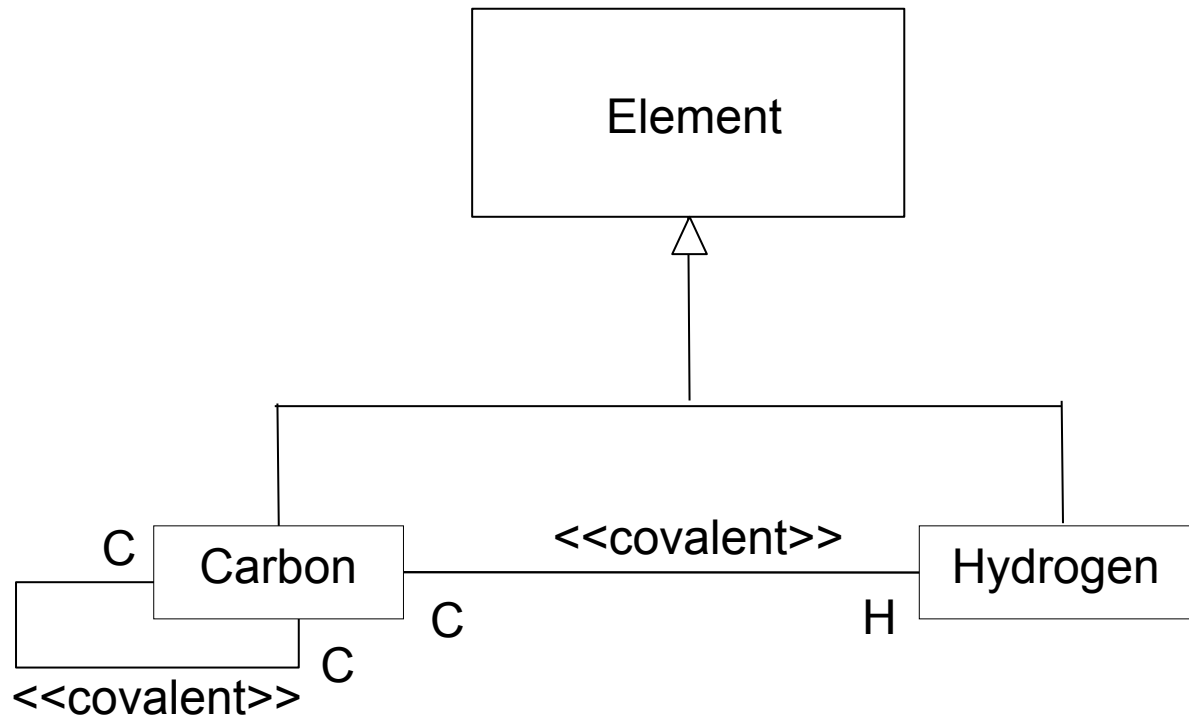 Element
<<covalent>>
C
Carbon
Hydrogen
C
H
C
<<covalent>>